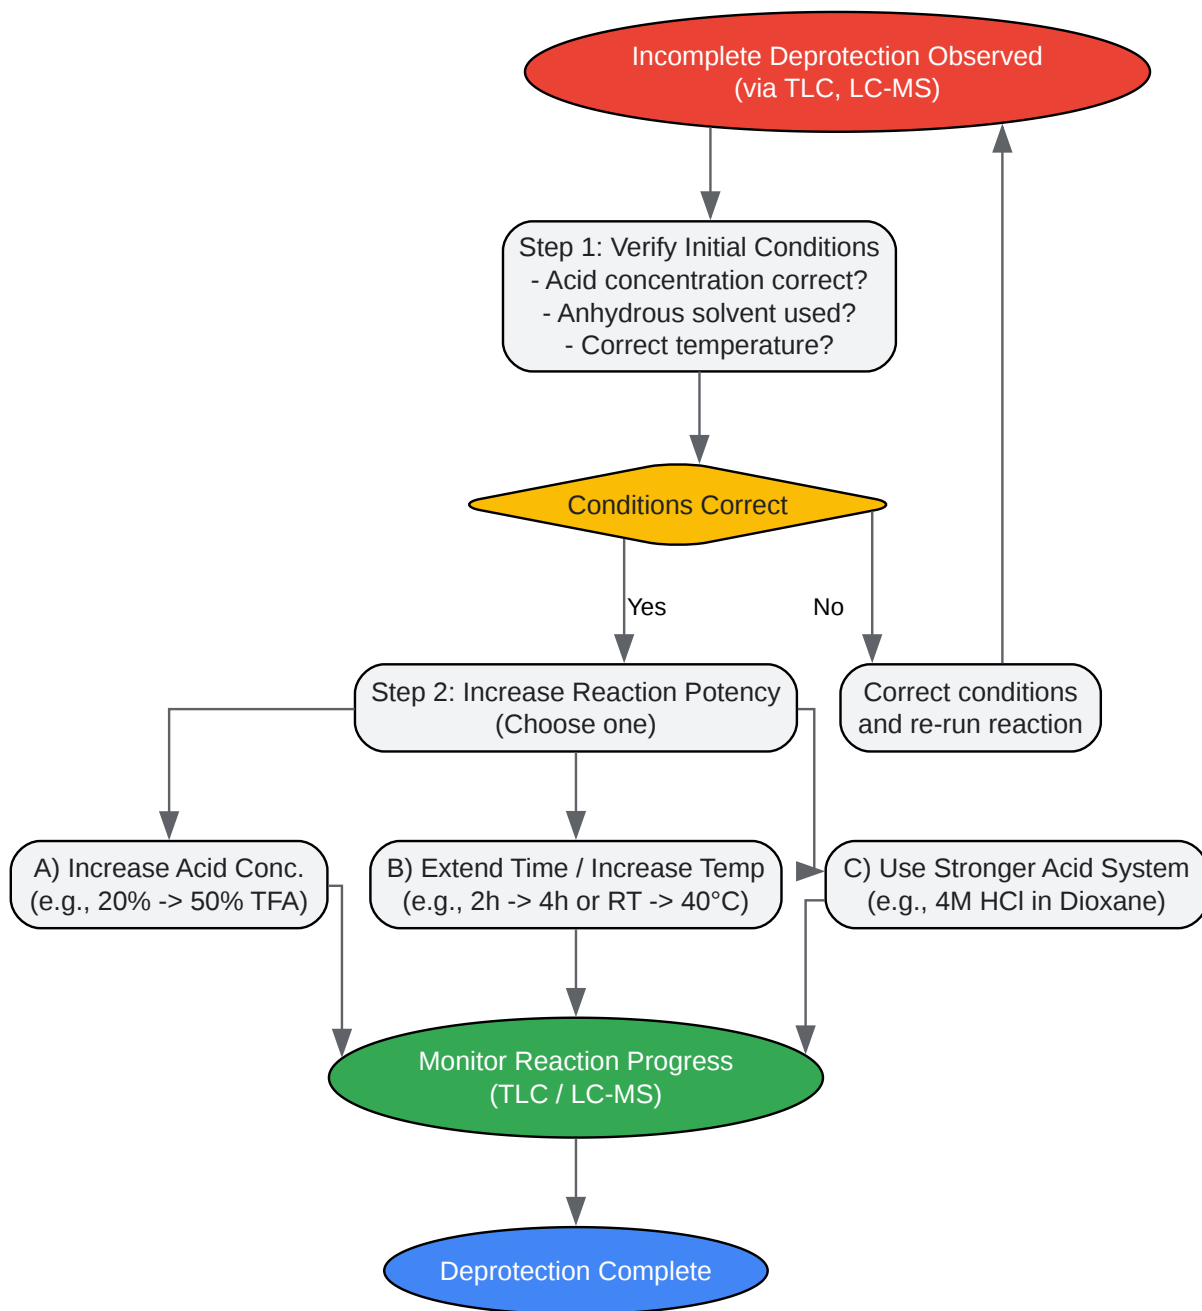 Incomplete Deprotection Observed
(via TLC, LC-MS)
Step 1: Verify Initial Conditions
- Acid concentration correct?
- Anhydrous solvent used?
- Correct temperature?
Conditions Correct
Yes
No
Step 2: Increase Reaction Potency
(Choose one)
Correct conditions
and re-run reaction
A) Increase Acid Conc.
(e.g., 20% -> 50% TFA)
B) Extend Time / Increase Temp
(e.g., 2h -> 4h or RT -> 40°C)
C) Use Stronger Acid System
(e.g., 4M HCl in Dioxane)
Monitor Reaction Progress
(TLC / LC-MS)
Deprotection Complete